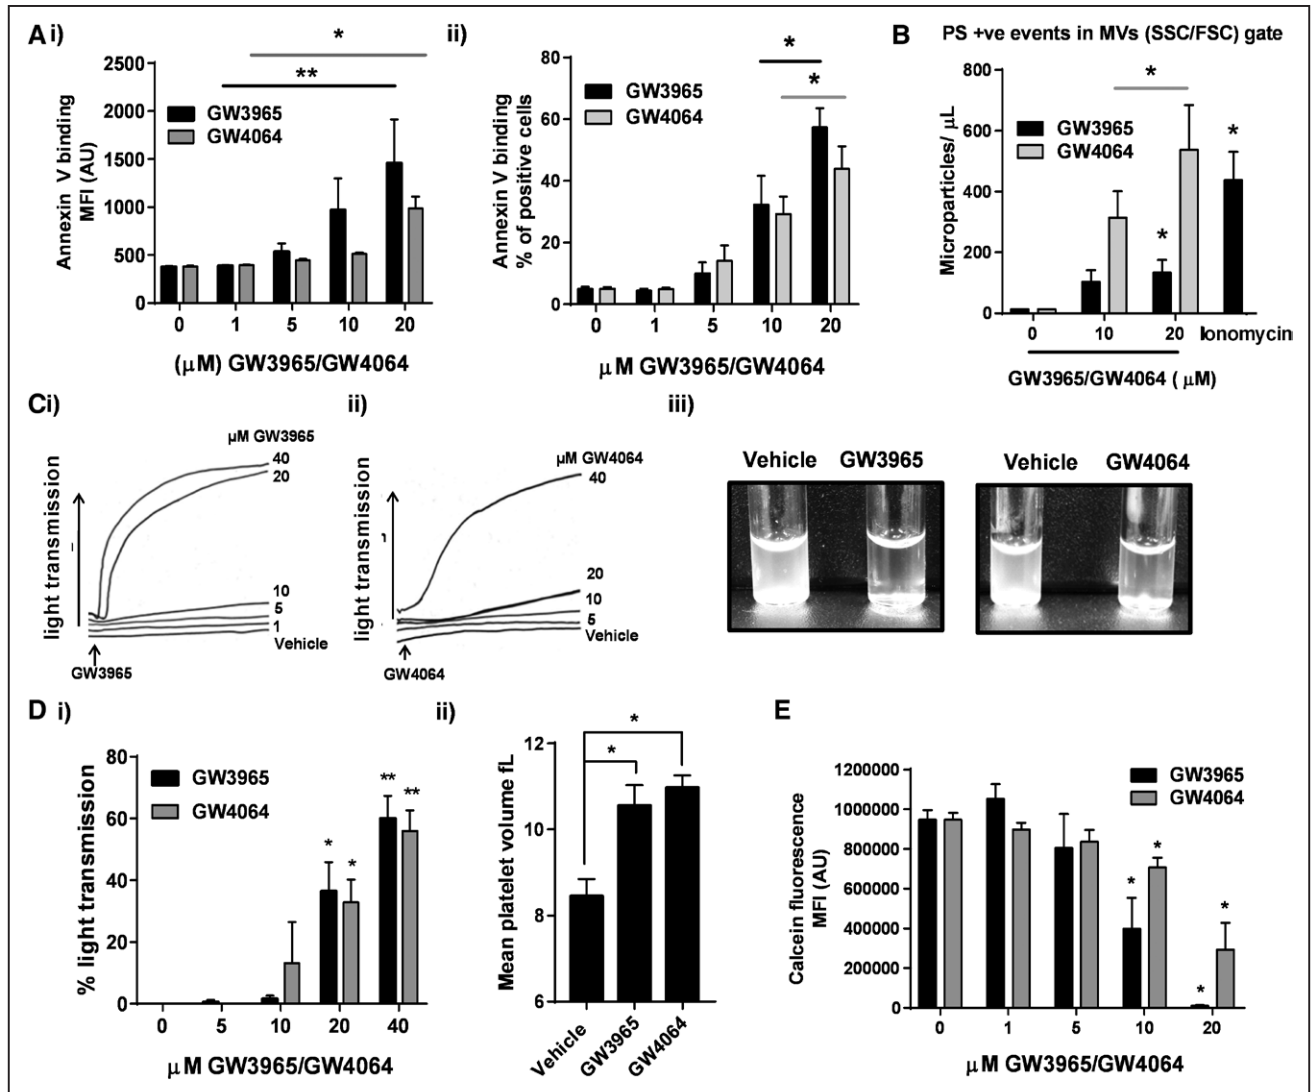 A i)
*
**
2500
2000
1500
1000
500
0
Annexin V binding
MFI (AU)
GW3965
GW4064
0 1 5 10 20
(μM) GW3965/GW4064
ii)
*
*
80
60
40
20
0
Annexin V binding
% of positive cells
GW3965
GW4064
0 1 5 10 20
μM GW3965/GW4064
B PS +ve events in MVs (SSC/FSC) gate
800
600
400
200
0
Microparticles/ μL
GW3965
GW4064
*
*
*
0 10 20 Ionomycin
GW3965/GW4064 ( μM)
Ci)
light transmission
μM GW3965
40
20
10
5
1
Vehicle
GW3965
ii)
light transmission
μM GW4064
40
20
10
5
Vehicle
GW4064
iii)
Vehicle GW3965
Vehicle GW4064
D i)
80
60
40
20
0
% light transmission
GW3965
GW4064
*
*
**
**
0 5 10 20 40
μM GW3965/GW4064
ii)
*
*
12
10
8
6
Mean platelet volume fL
Vehicle
GW3965
GW4064
E
1200000
1000000
800000
600000
400000
200000
0
Calcein fluorescence
MFI (AU)
GW3965
GW4064
*
*
*
*
0 1 5 10 20
μM GW3965/GW4064